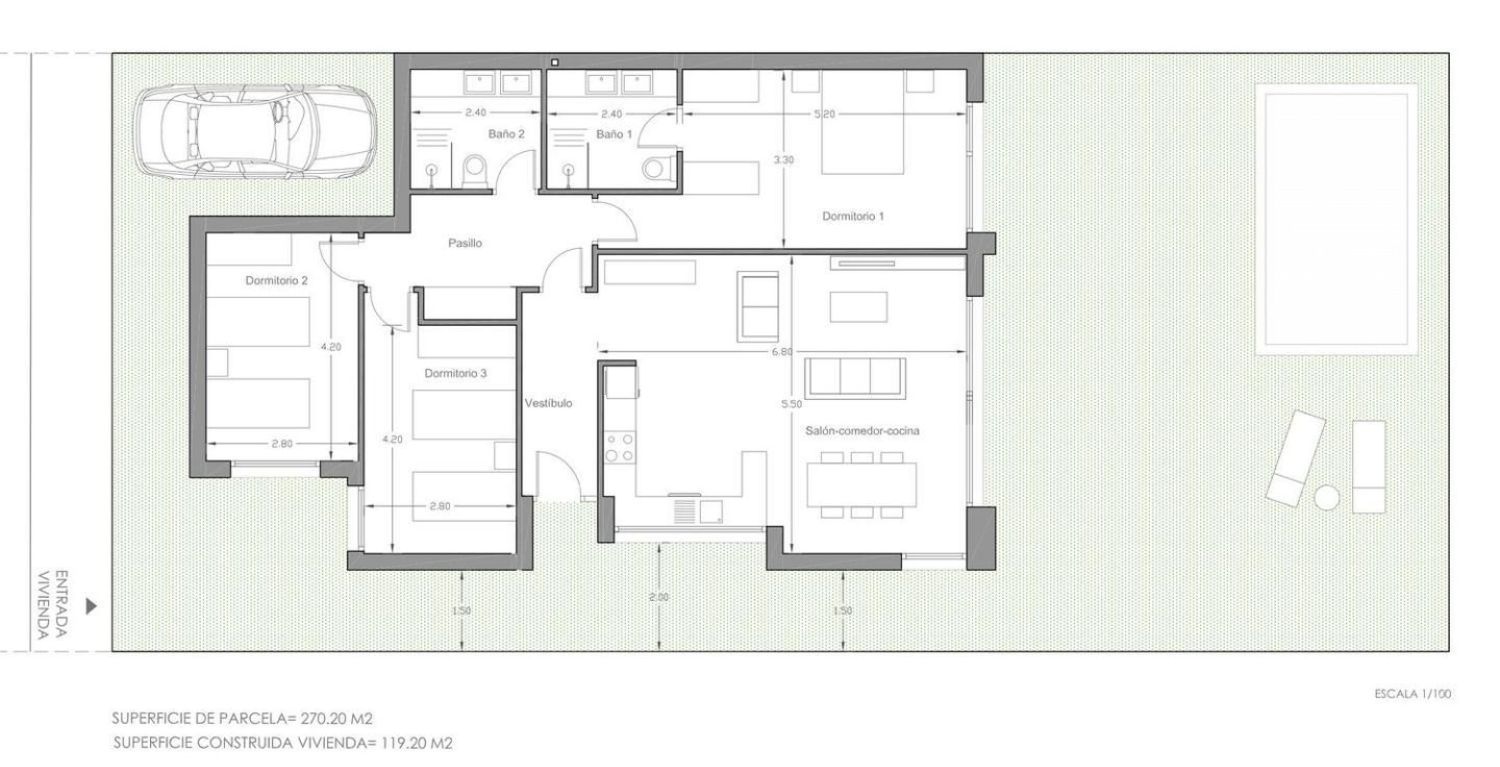 2.40
Baño 2
2.40
Baño 1
5.20
3.30
Dormitorio 1
Pasillo
Dormitorio 2
4.20
2.80
Dormitorio 3
4.20
2.80
Vestíbulo
6.80
5.50
Salón-comedor-cocina
1.50
2.00
1.50
ENTRADA
VIVIENDA
ESCALA 1/100
SUPERFICIE DE PARCELA= 270.20 M2
SUPERFICIE CONSTRUIDA VIVIENDA= 119.20 M2